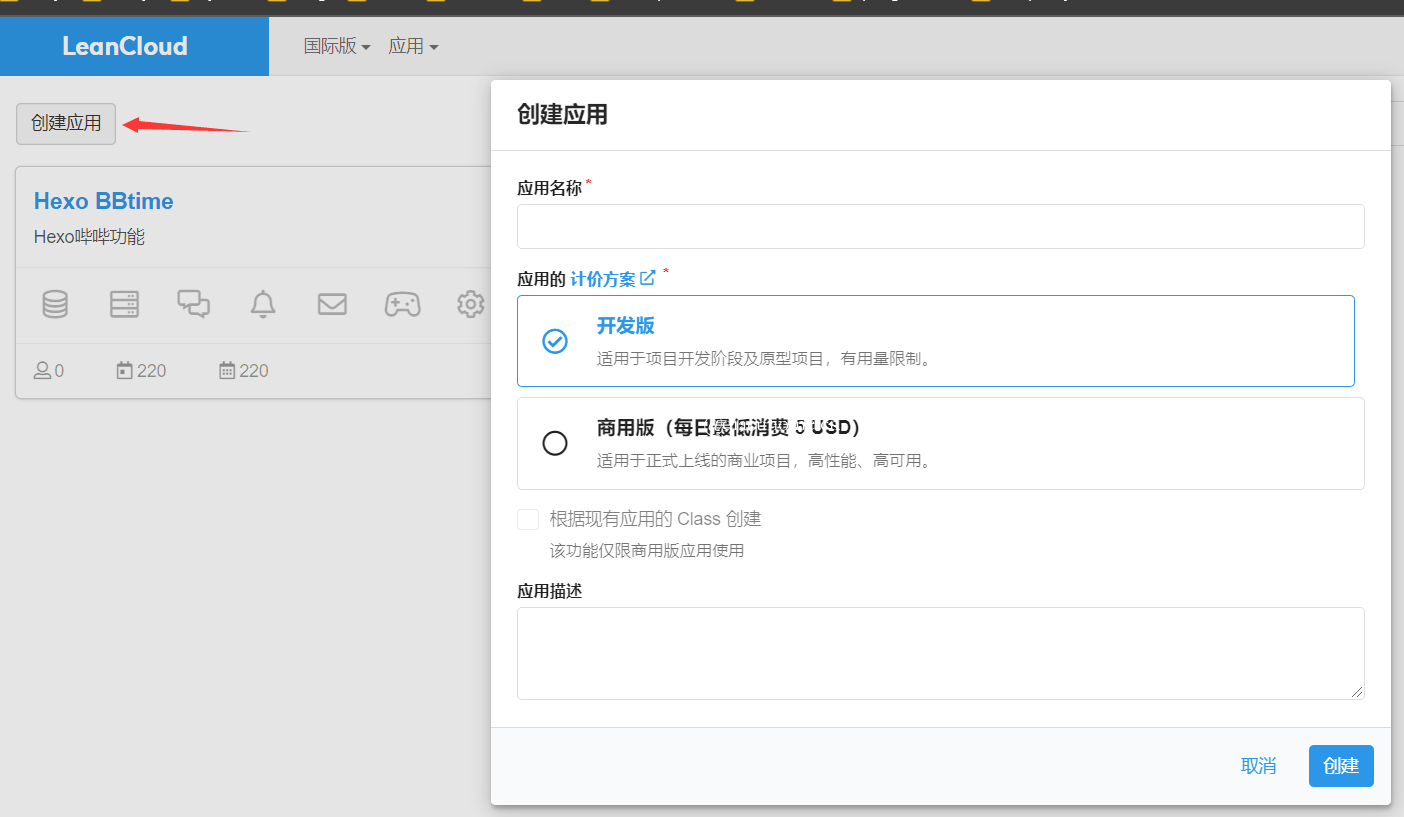 LeanCloud
国际版
应用
创建应用
Hexo BBtime
Hexo哔哔功能
0
220
220
创建应用
应用名称 *
应用的 计价方案 *
开发版
适用于项目开发阶段及原型项目，有用量限制。
商用版（每日最低消费 5 USD）
适用于正式上线的商业项目，高性能、高可用。
根据现有应用的 Class 创建
该功能仅限商用版应用使用
应用描述
取消
创建